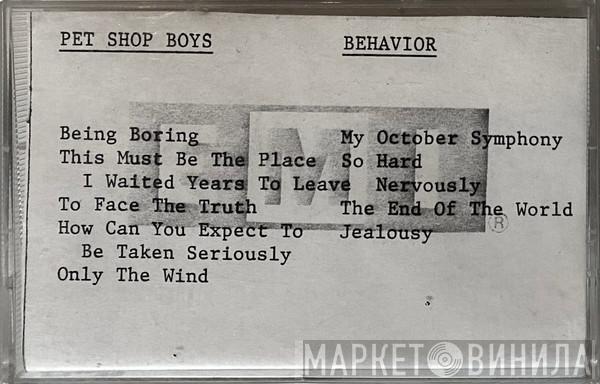 PET SHOP BOYS
BEHAVIOR
Being Boring
This Must Be The Place
I Waited Years To Leave
To Face The Truth
How Can You Expect To
Be Taken Seriously
Only The Wind
My October Symphony
So Hard
Nervously
The End Of The World
Jealousy
EMI
®
МАРКЕТ ВИНИЛА